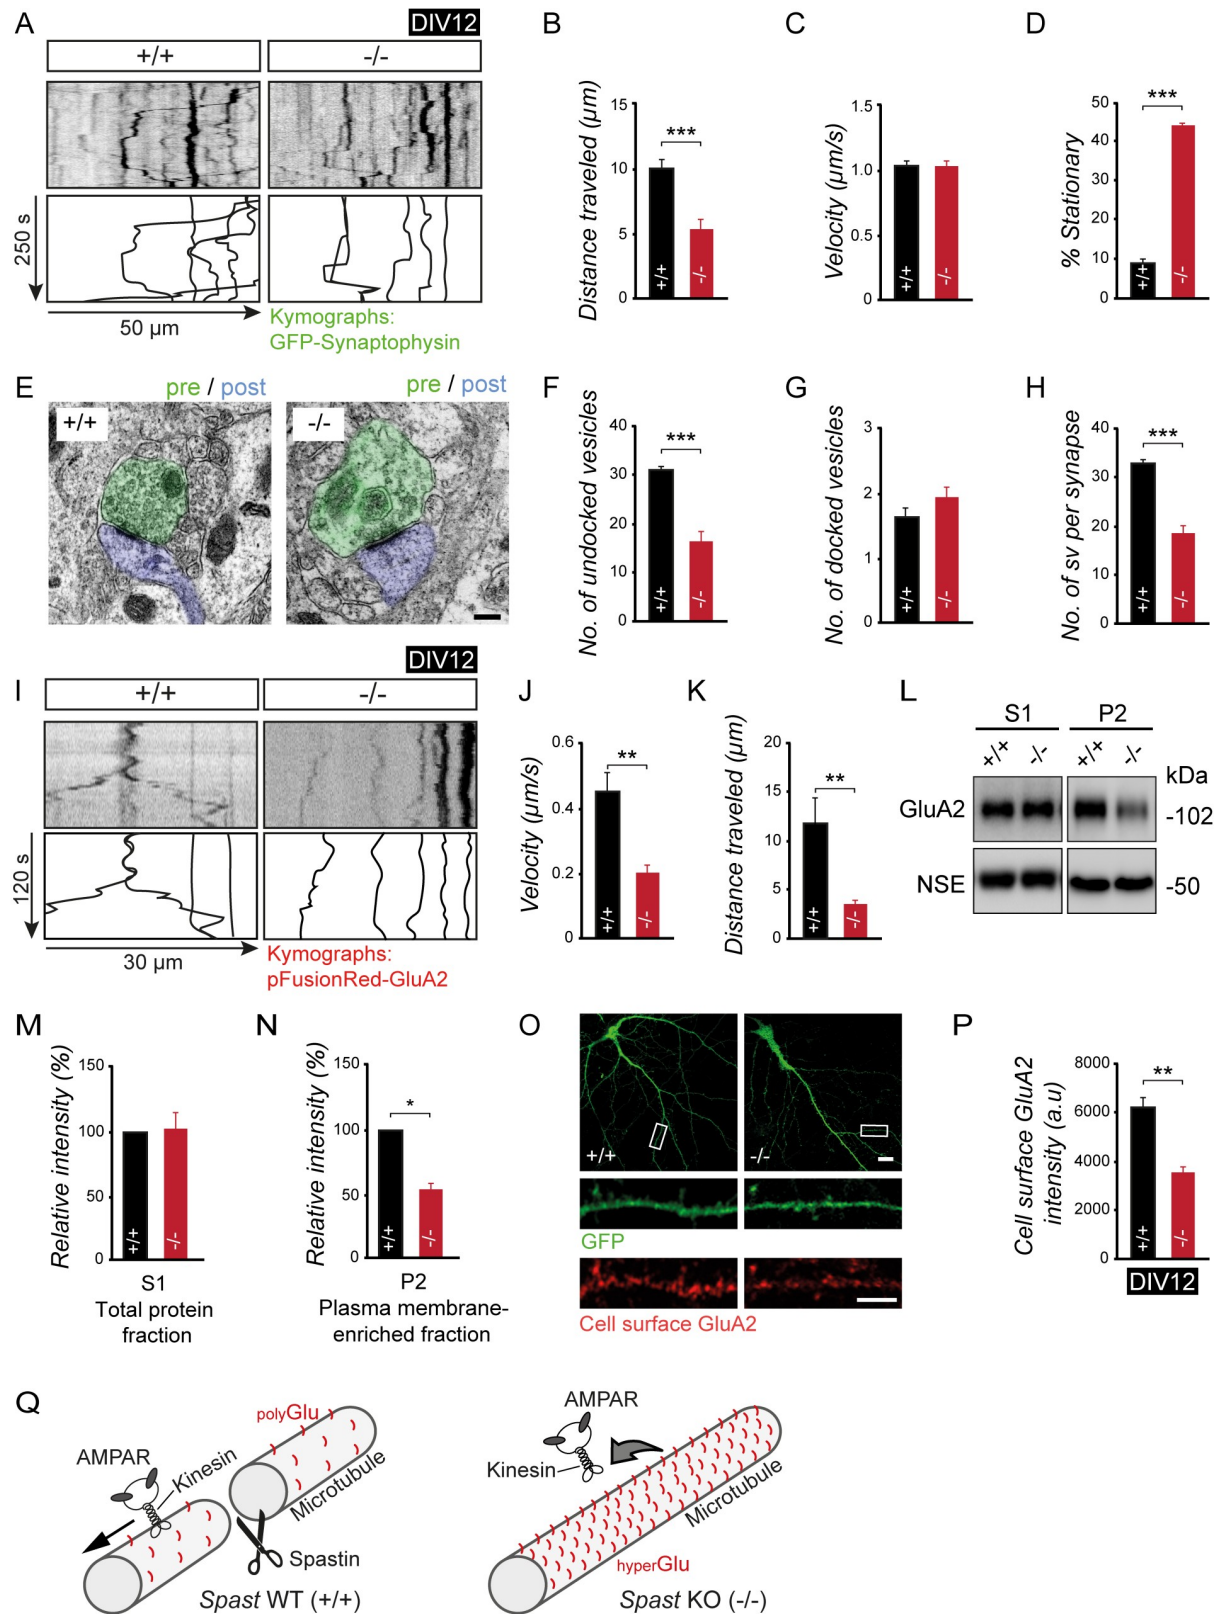 A
DIV12
+/+
-/-
250 s
50 µm
Kymographs:
GFP-Synaptophysin
B
Distance traveled (µm)
15
10
5
0
***
+/+
-/-
C
Velocity (µm/s)
1.5
1.0
0.5
0
+/+
-/-
D
% Stationary
50
40
30
20
10
0
***
+/+
-/-
E
pre / post
pre / post
+/+
-/-
F
No. of undocked vesicles
40
30
20
10
0
***
+/+
-/-
G
No. of docked vesicles
3
2
1
0
+/+
-/-
H
No. of sv per synapse
40
30
20
10
0
***
+/+
-/-
I
DIV12
+/+
-/-
120 s
30 µm
Kymographs:
pFusionRed-GluA2
J
Velocity (µm/s)
0.6
0.4
0.2
0
**
+/+
-/-
K
Distance traveled (µm)
20
15
10
5
0
**
+/+
-/-
L
S1
P2
+/+
-/-
+/+
-/-
kDa
GluA2
-102
NSE
-50
M
Relative intensity (%)
150
100
50
0
+/+
-/-
S1
Total protein
fraction
N
Relative intensity (%)
150
100
50
0
*
+/+
-/-
P2
Plasma membrane-
enriched fraction
O
+/+
-/-
GFP
Cell surface GluA2
P
Cell surface GluA2
intensity (a.u)
8000
6000
4000
2000
0
**
+/+
-/-
DIV12
Q
polyGlu
AMPAR
Kinesin
Microtubule
Spastin
Spast WT (+/+)
AMPAR
Kinesin
Microtubule
hyperGlu
Spast KO (-/-)